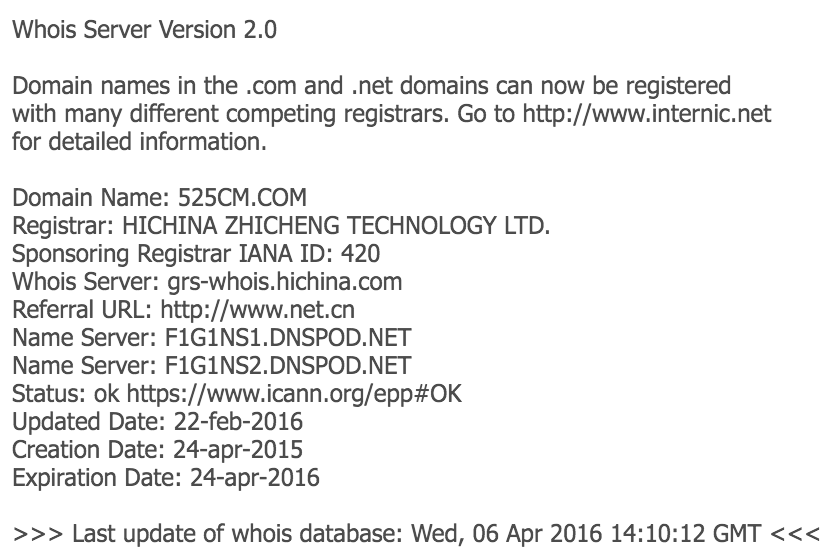 Whois Server Version 2.0
Domain names in the .com and .net domains can now be registered
with many different competing registrars. Go to http://www.internic.net
for detailed information.
Domain Name: 525CM.COM
Registrar: HICHINA ZHICHENG TECHNOLOGY LTD.
Sponsoring Registrar IANA ID: 420
Whois Server: grs-whois.hichina.com
Referral URL: http://www.net.cn
Name Server: F1G1NS1.DNSPOD.NET
Name Server: F1G1NS2.DNSPOD.NET
Status: ok https://www.icann.org/epp#OK
Updated Date: 22-feb-2016
Creation Date: 24-apr-2015
Expiration Date: 24-apr-2016
>>> Last update of whois database: Wed, 06 Apr 2016 14:10:12 GMT <<<